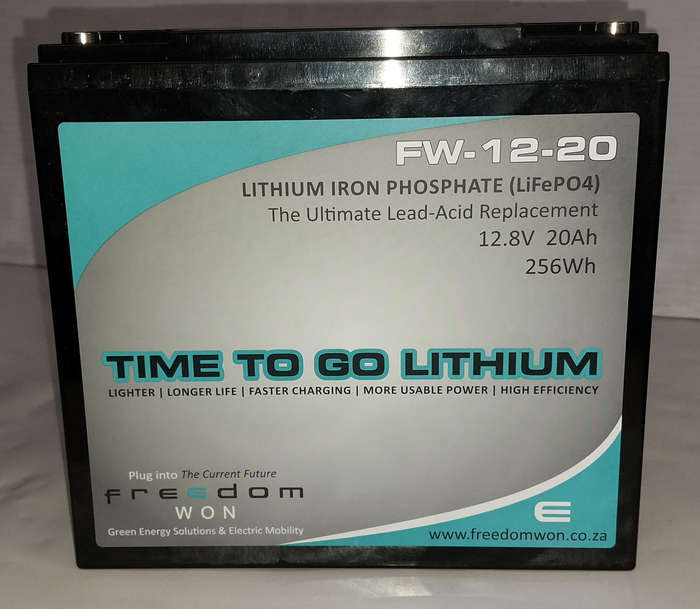 FW-12-20
LITHIUM IRON PHOSPHATE (LiFePO4)
The Ultimate Lead-Acid Replacement
12.8V 20Ah
256Wh
TIME TO GO LITHIUM
LIGHTER | LONGER LIFE | FASTER CHARGING | MORE USABLE POWER | HIGH EFFICIENCY
Plug into The Current Future
freedom
WON
Green Energy Solutions & Electric Mobility
E
www.freedomwon.co.za